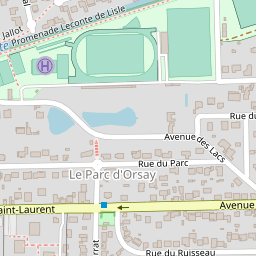 Jallot
Promenade Leconte de Lisle
H
Rue du
Avenue des Lacs
Rue du Parc
Le Parc d'Orsay
aint-Laurent
Avenue
rrat
Rue du Ruisseau